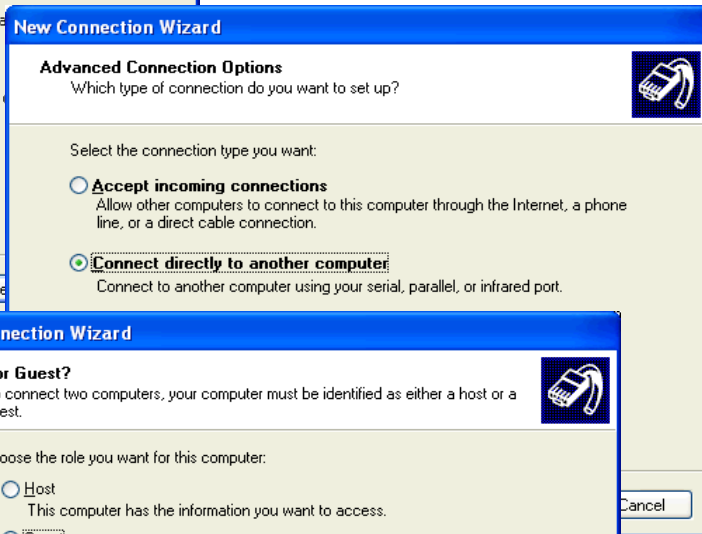 New Connection Wizard
Advanced Connection Options
Which type of connection do you want to set up?
Select the connection type you want:
Accept incoming connections
Allow other computers to connect to this computer through the Internet, a phone
line, or a direct cable connection.
Connect directly to another computer
Connect to another computer using your serial, parallel, or infrared port.
nection Wizard
or Guest?
connect two computers, your computer must be identified as either a host or a
est.
oose the role you want for this computer:
Host
This computer has the information you want to access.
Cancel